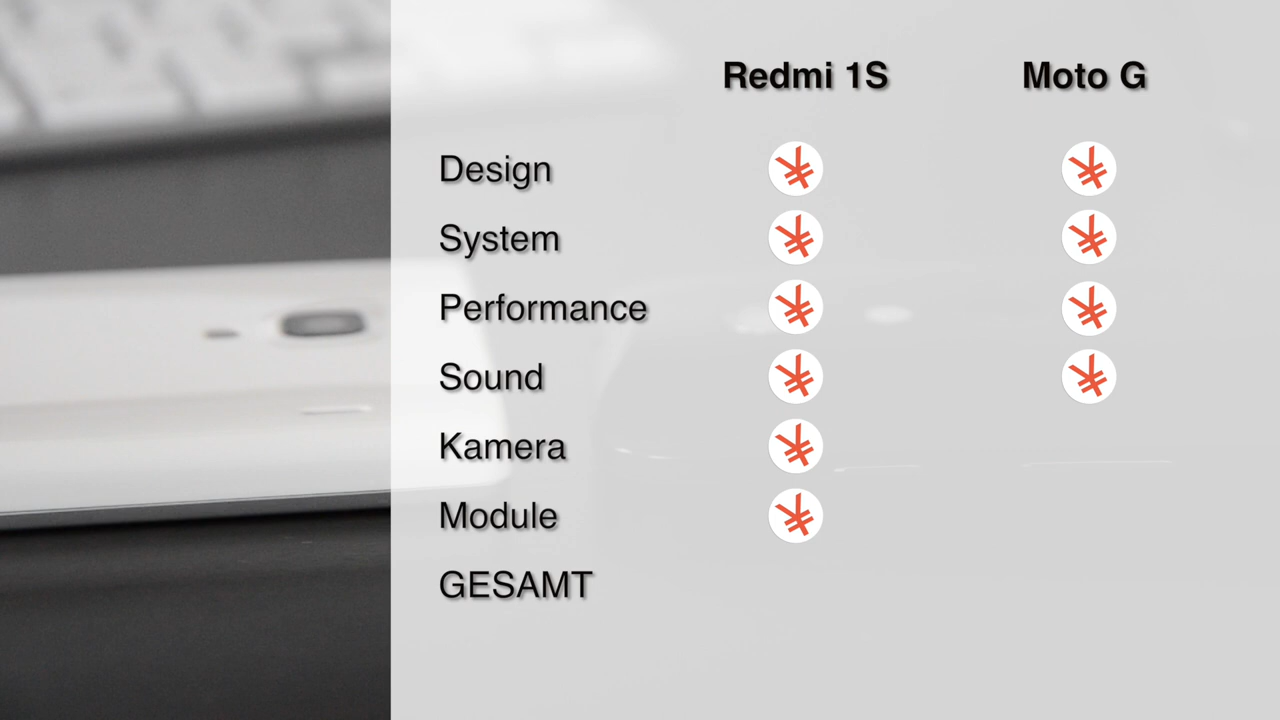 Redmi 1S Moto G
Design
System
Performance
Sound
Kamera
Module
GESAMT